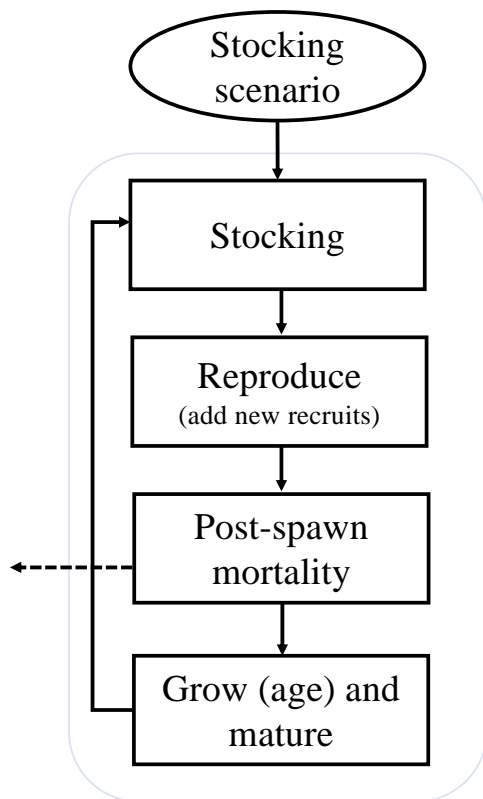 Stocking
scenario
Stocking
Reproduce
(add new recruits)
Post-spawn
mortality
Grow (age) and
mature